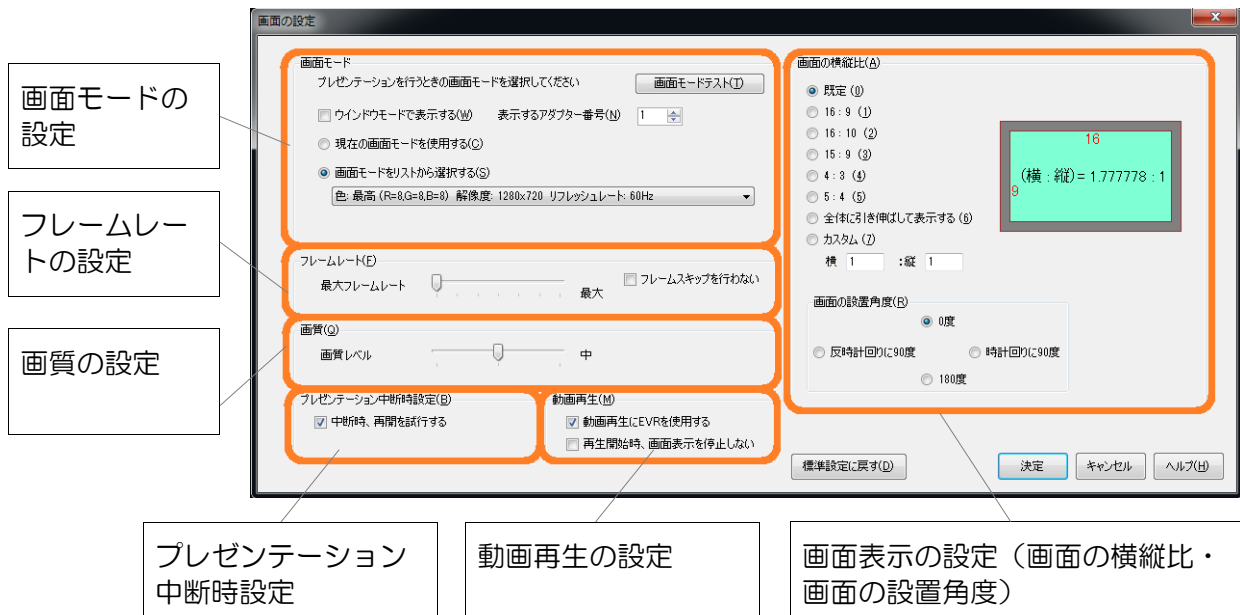 画面の設定
画面モードの
設定
フレームレー
トの設定
画質の設定
画面モード
プレゼンテーションを行うときの画面モードを選択してください 画面モードテスト(T)
ウインドウモードで表示する(W) 表示するアダプター番号(N) 1
現在の画面モードを使用する(C)
画面モードをリストから選択する(S)
色: 最高 (R=8,G=8,B=8) 解像度: 1280x720 リフレッシュレート: 60Hz
フレームレート(F)
最大フレームレート 最大 フレームスキップを行わない
画質(Q)
画質レベル 中
プレゼンテーション中断時設定(B)
中断時、再開を試行する
動画再生(M)
動画再生にEVRを使用する
再生開始時、画面表示を停止しない
画面の横縦比(A)
既定 (0)
16 : 9 (1)
16 : 10 (2)
15 : 9 (3)
4 : 3 (4)
5 : 4 (5)
全体に引き伸ばして表示する (6)
カスタム (7)
横 1 :縦 1
16
(横 : 縦)= 1.777778 : 1
9
画面の設置角度(R)
0度
反時計回りに90度 時計回りに90度
180度
標準設定に戻す(D) 決定 キャンセル ヘルプ(H)
プレゼンテーション
中断時設定
動画再生の設定
画面表示の設定（画面の横縦比・
画面の設置角度）